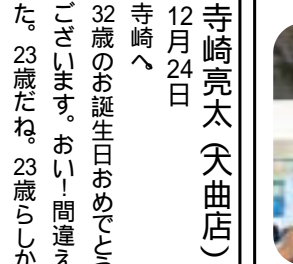 寺崎亮太（大曲店）
12月24日
寺崎へ
32歳のお誕生日おめでとう
ございます。おい！間違え
た。23歳だね。23歳らしか